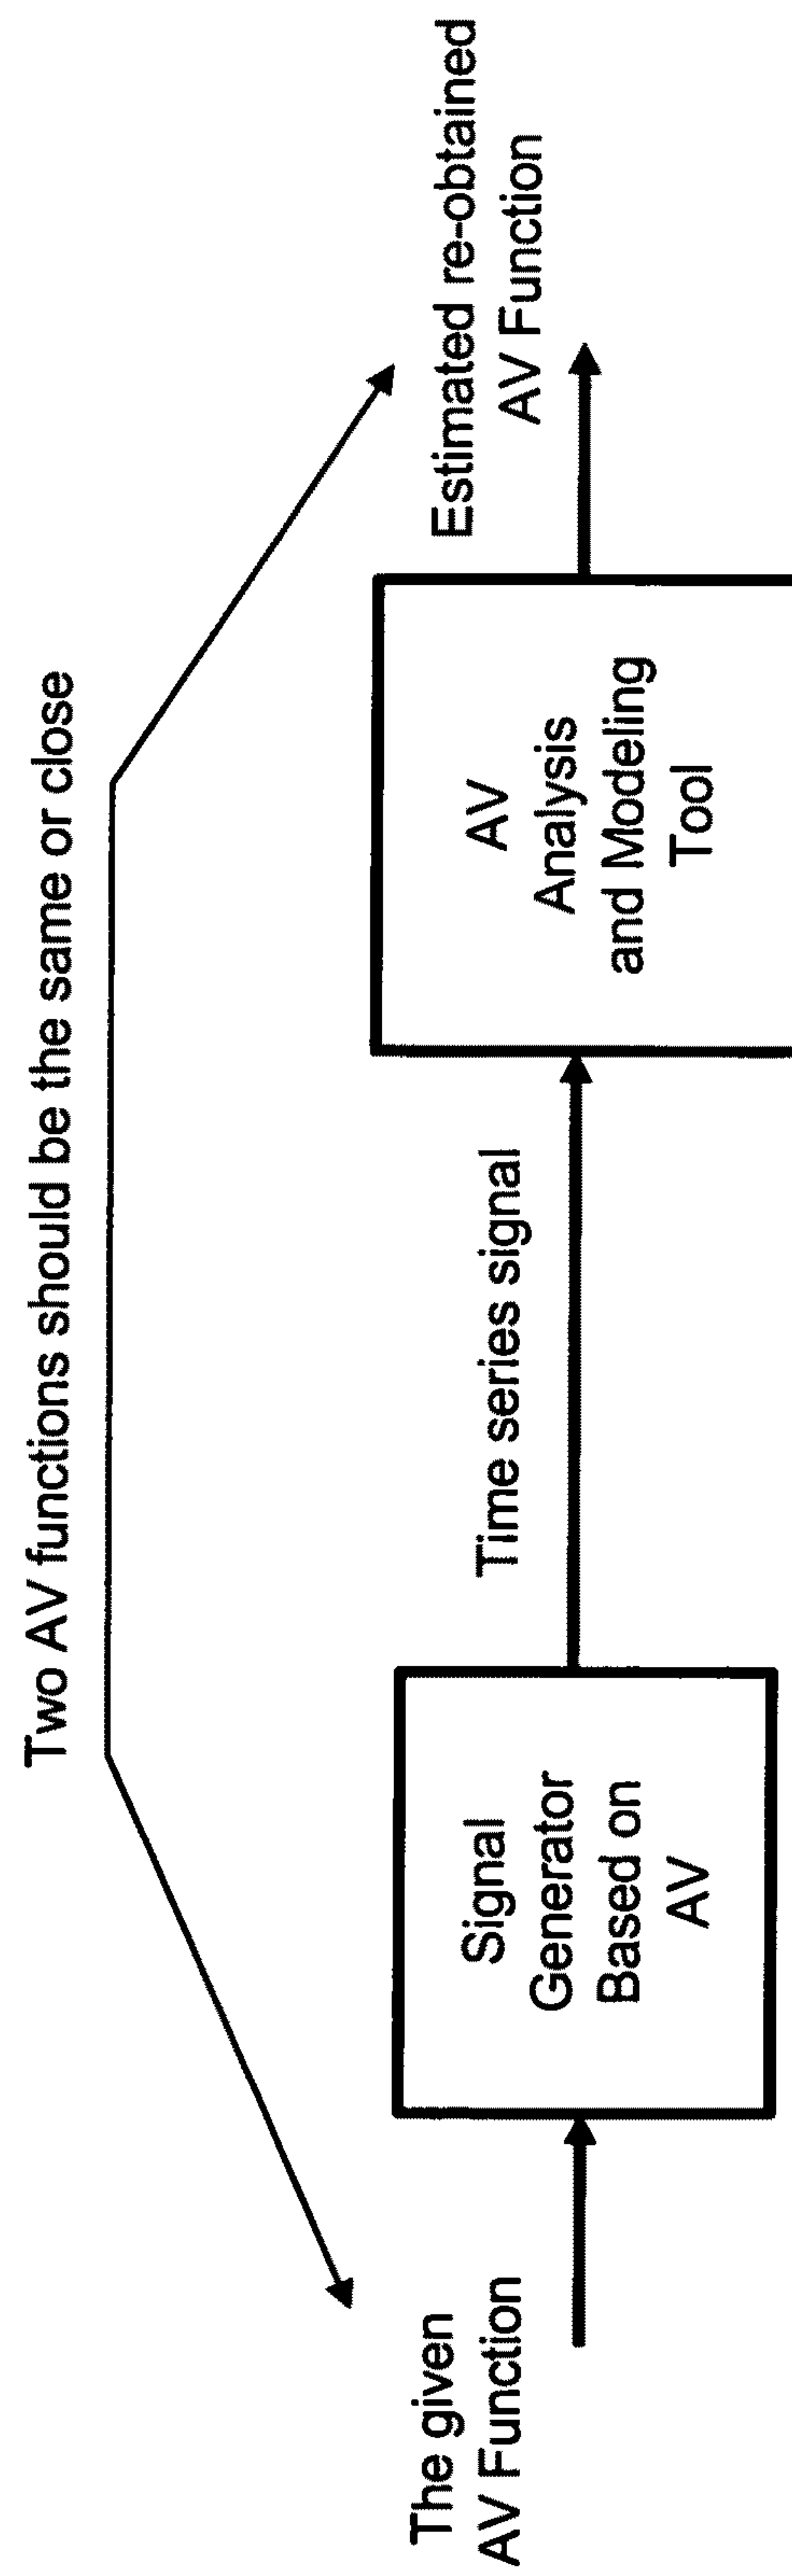 Two AV functions should be the same or close
The given
AV Function
Signal
Generator
Based on
AV
Time series signal
AV
Analysis
and Modeling
Tool
Estimated re-obtained
AV Function